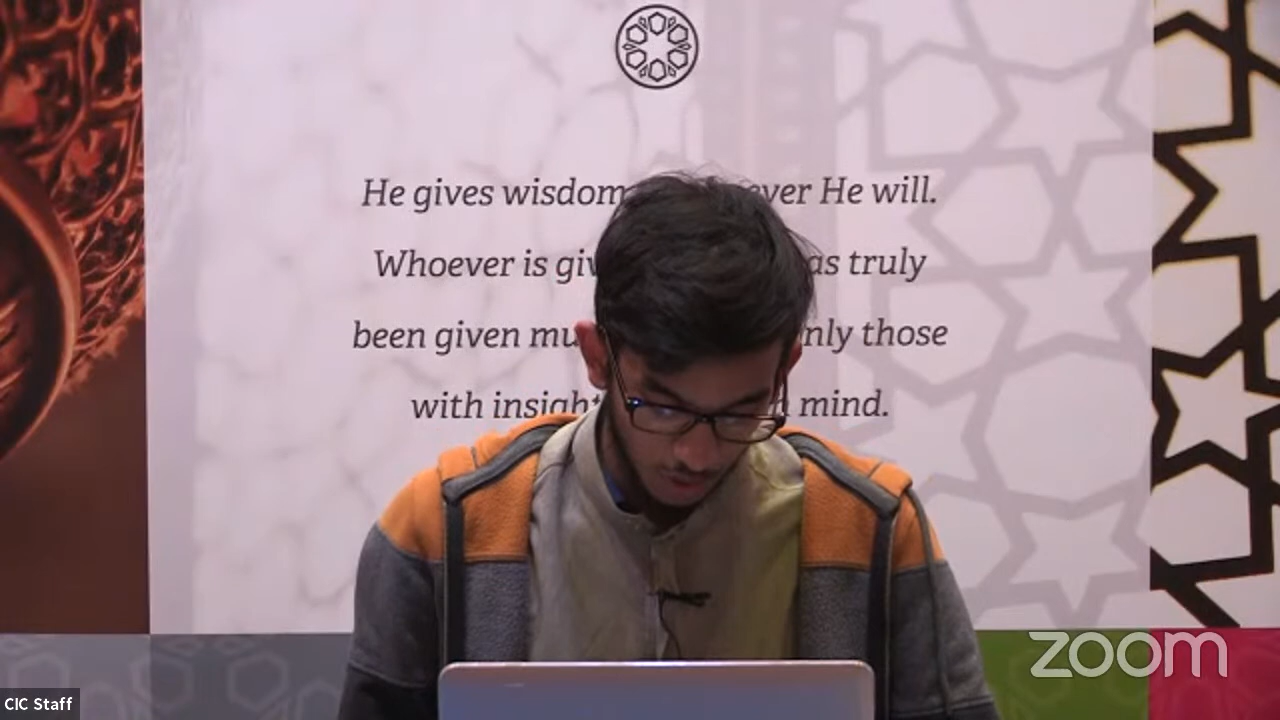 He gives wisdom ever He will.
Whoever is giv as truly
been given mu nly those
with insight mind.
zoom
CIC Staff